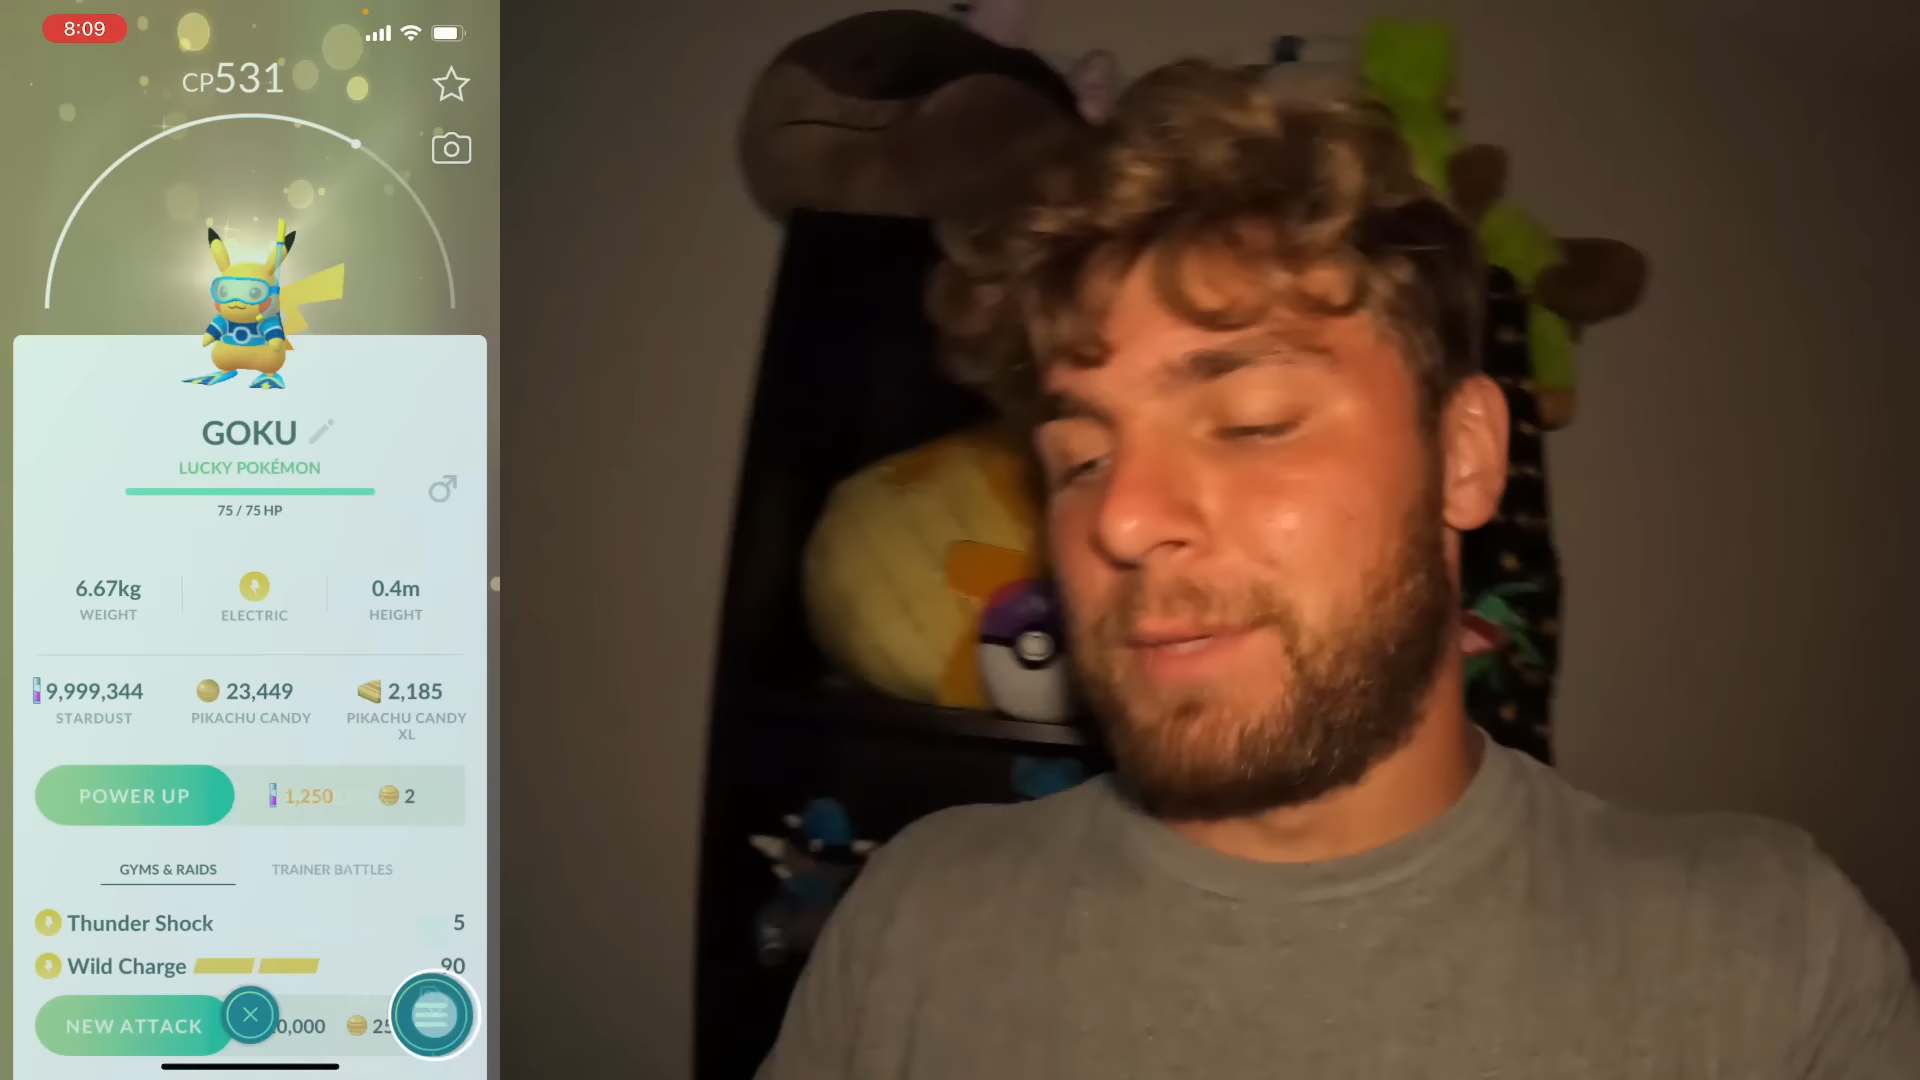 8:09
CP531
GOKU
LUCKY POKÉMON
75 / 75 HP
6.67kg
WEIGHT
ELECTRIC
0.4m
HEIGHT
9,999,344
STARDUST
23,449
PIKACHU CANDY
2,185
PIKACHU CANDY
XL
POWER UP
1,250
2
GYMS & RAIDS
TRAINER BATTLES
Thunder Shock
5
Wild Charge
90
NEW ATTACK